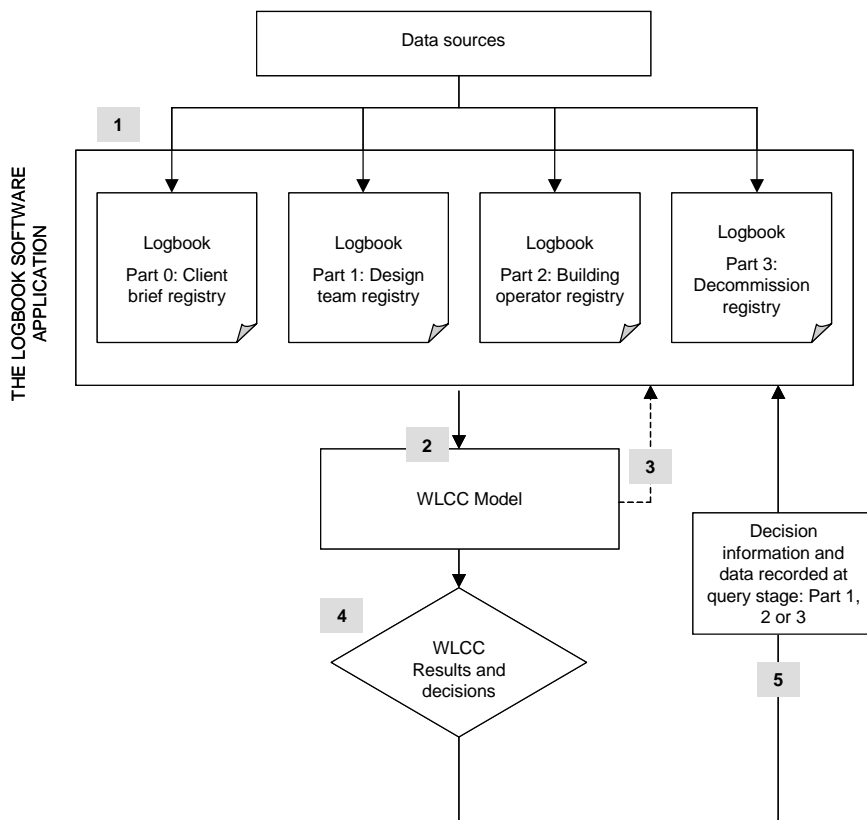 Data sources
1
THE LOGBOOK SOFTWARE
APPLICATION
Logbook
Part 0: Client
brief registry
Logbook
Part 1: Design
team registry
Logbook
Part 2: Building
operator registry
Logbook
Part 3:
Decommission
registry
2
WLCC Model
3
4
WLCC
Results and
decisions
Decision
information and
data recorded at
query stage: Part 1,
2 or 3
5